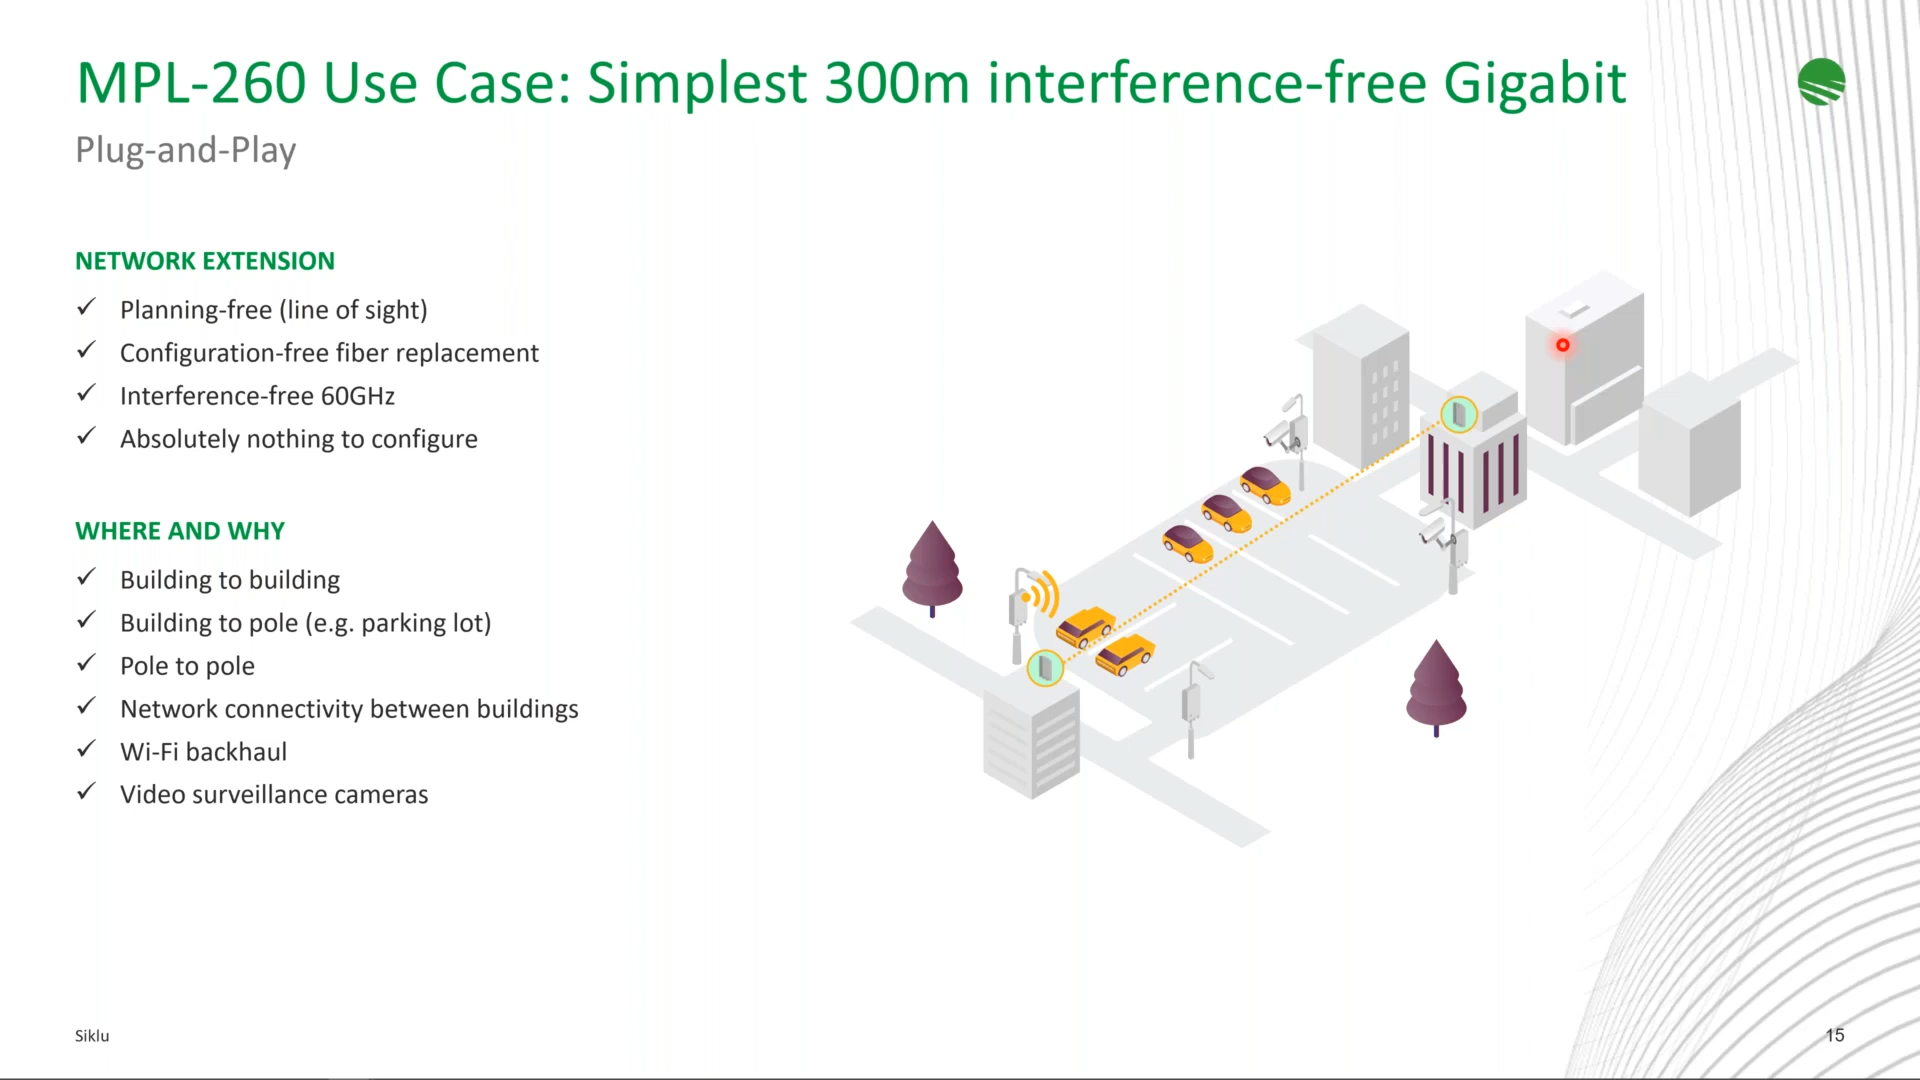 MPL-260 Use Case: Simplest 300m interference-free Gigabit
Plug-and-Play
NETWORK EXTENSION
✓ Planning-free (line of sight)
✓ Configuration-free fiber replacement
✓ Interference-free 60GHz
✓ Absolutely nothing to configure
WHERE AND WHY
✓ Building to building
✓ Building to pole (e.g. parking lot)
✓ Pole to pole
✓ Network connectivity between buildings
✓ Wi-Fi backhaul
✓ Video surveillance cameras
Siklu
15